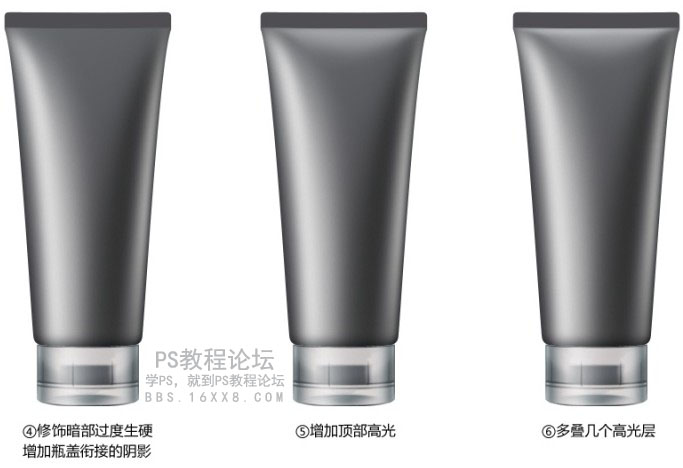 PS教程论坛
学PS，就到PS教程论坛
BBS.16XX8.COM
④修饰暗部过度生硬
增加瓶盖衔接的阴影
⑤增加顶部高光
⑥多叠几个高光层